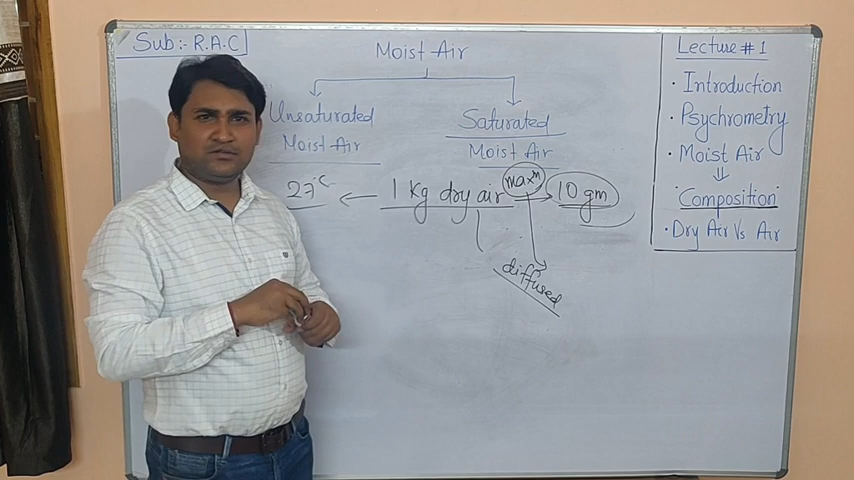 Sub:- R.A.C
Moist Air
Unsaturated
Moist Air
Saturated
Moist Air
27°C ← 1 Kg dry air maxᵐ → 10 gm
diffused
Lecture # 1
· Introduction
· Psychrometry
· Moist Air
⇓
"Composition"
· Dry Air Vs Air